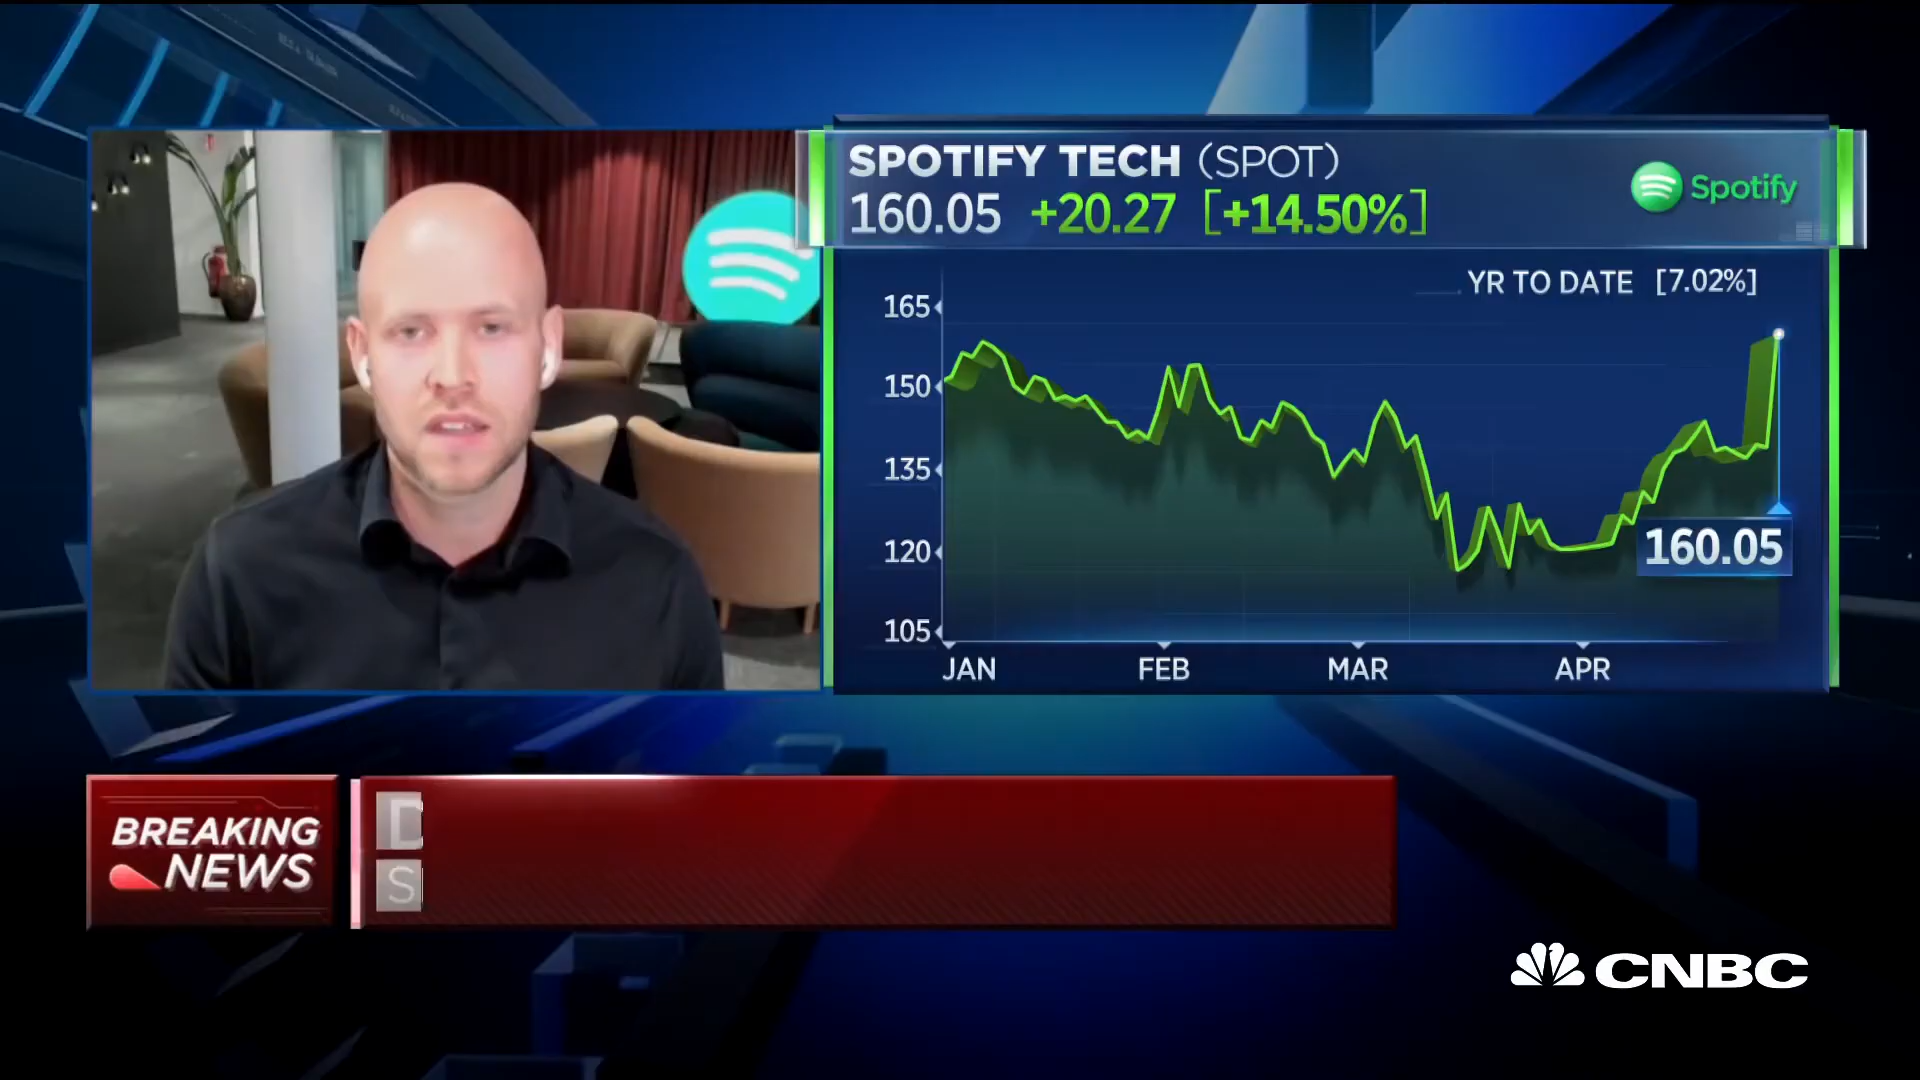 SPOTIFY TECH (SPOT)
160.05 +20.27 [+14.50%]
Spotify
YR TO DATE [7.02%]
165
150
135
120
105
160.05
JAN FEB MAR APR
BREAKING
NEWS
D
S
CNBC